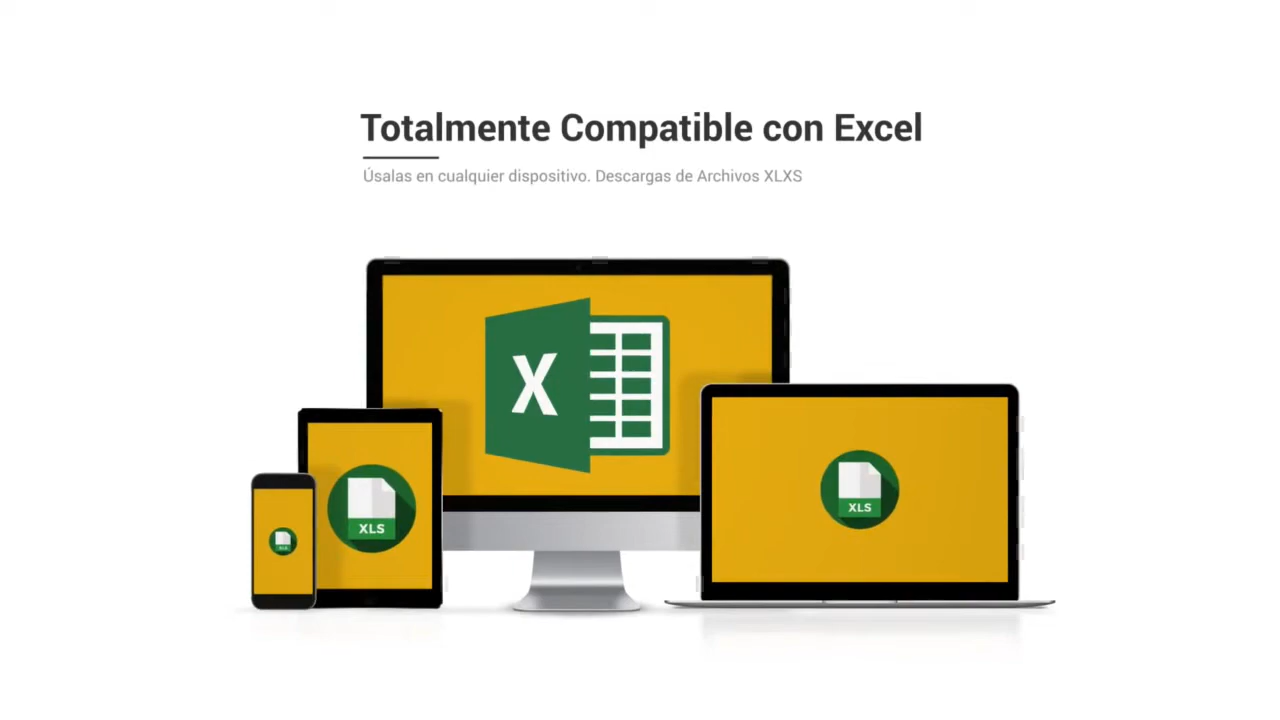 Totalmente Compatible con Excel
Úsalas en cualquier dispositivo. Descargas de Archivos XLXS
X
XLS
XLS
XLS